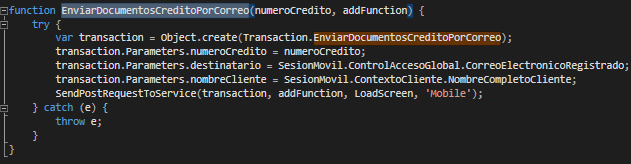 function EnviarDocumentosCreditoPorCorreo(numeroCredito, addFunction) {
try {
var transaction = Object.create(Transaction.EnviarDocumentosCreditoPorCorreo);
transaction.Parameters.numeroCredito = numeroCredito;
transaction.Parameters.destinatario = SesionMovil.ControlAccesoGlobal.CorreoElectronicoRegistrado;
transaction.Parameters.nombreCliente = SesionMovil.ContextoCliente.NombreCompletoCliente;
SendPostRequestToService(transaction, addFunction, LoadScreen, 'Mobile');
} catch (e) {
throw e;
}
}